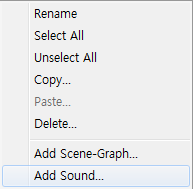 Rename
Select All
Unselect All
Copy...
Paste...
Delete...
Add Scene-Graph...
Add Sound...